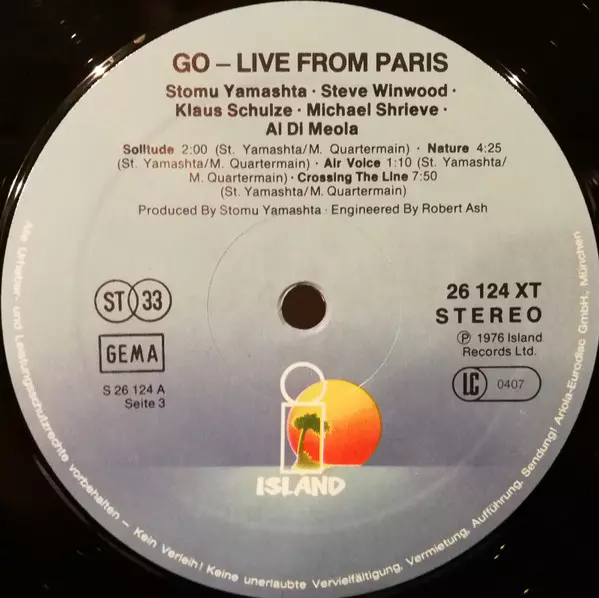 GO – LIVE FROM PARIS
Stomu Yamashta · Steve Winwood ·
Klaus Schulze · Michael Shrieve ·
Al Di Meola
Solitude 2:00 (St. Yamashta/M. Quartermain) · Nature 4:25
(St. Yamashta/M. Quartermain) · Air Voice 1:10 (St. Yamashta/
M. Quartermain) · Crossing The Line 7:50
(St. Yamashta/M. Quartermain)
Produced By Stomu Yamashta · Engineered By Robert Ash
ST 33
GEMA
S 26 124 A
Seite 3
26 124 XT
STEREO
℗ 1976 Island
Records Ltd.
LC 0407
i
ISLAND
Alle Urheber- und Leistungsschutzrechte vorbehalten – Kein Verleih! Keine unerlaubte Vervielfältigung, Vermietung, Aufführung, Sendung! Ariola-Eurodisc GmbH., München